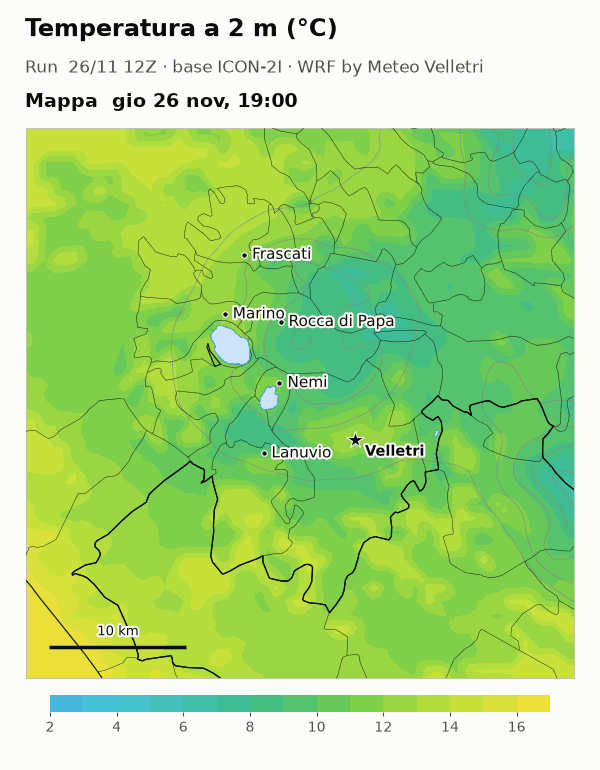 Temperatura a 2 m (°C)
Run  26/11 12Z · base ICON-2I · WRF by Meteo Velletri
Mappa  gio 26 nov, 19:00
Frascati
Marino
Rocca di Papa
Nemi
Velletri
Lanuvio
10 km
2 4 6 8 10 12 14 16